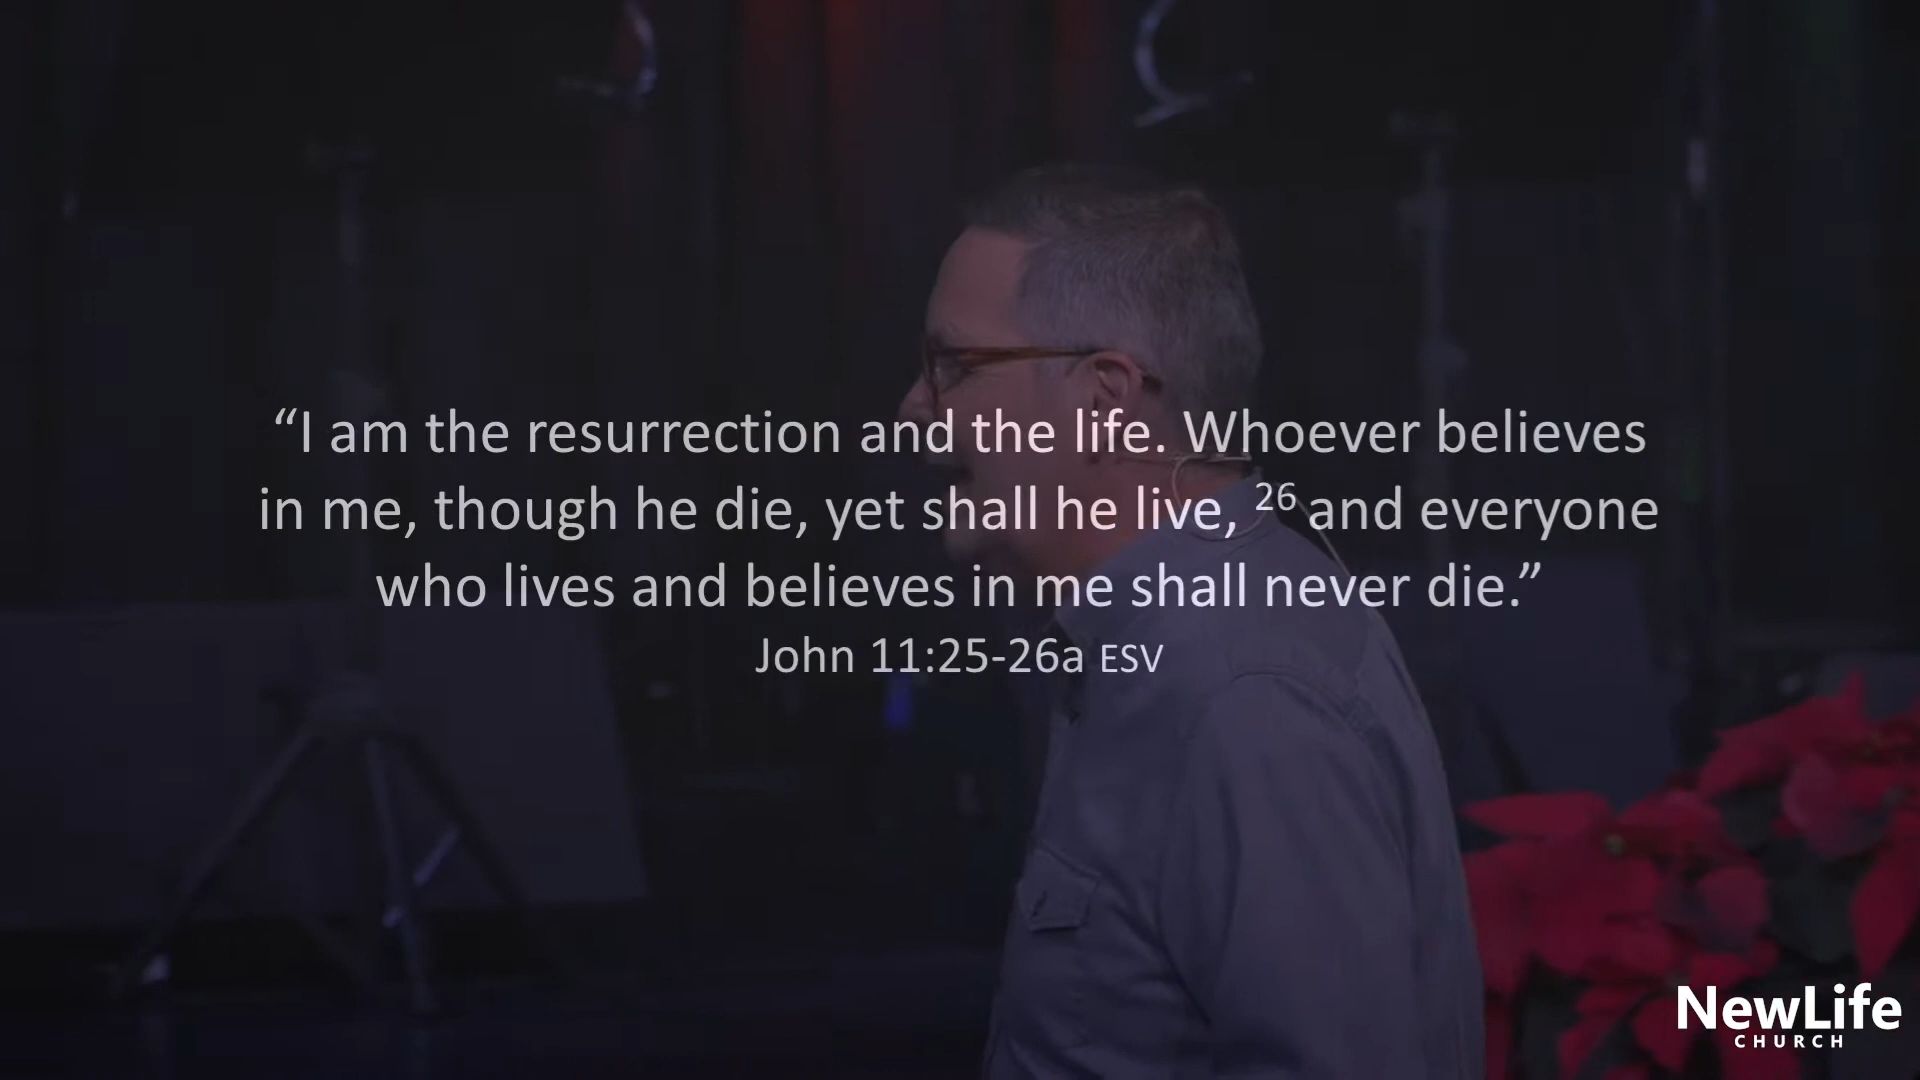 “I am the resurrection and the life. Whoever believes
in me, though he die, yet shall he live, 26 and everyone
who lives and believes in me shall never die.”
John 11:25-26a ESV
NewLife
CHURCH